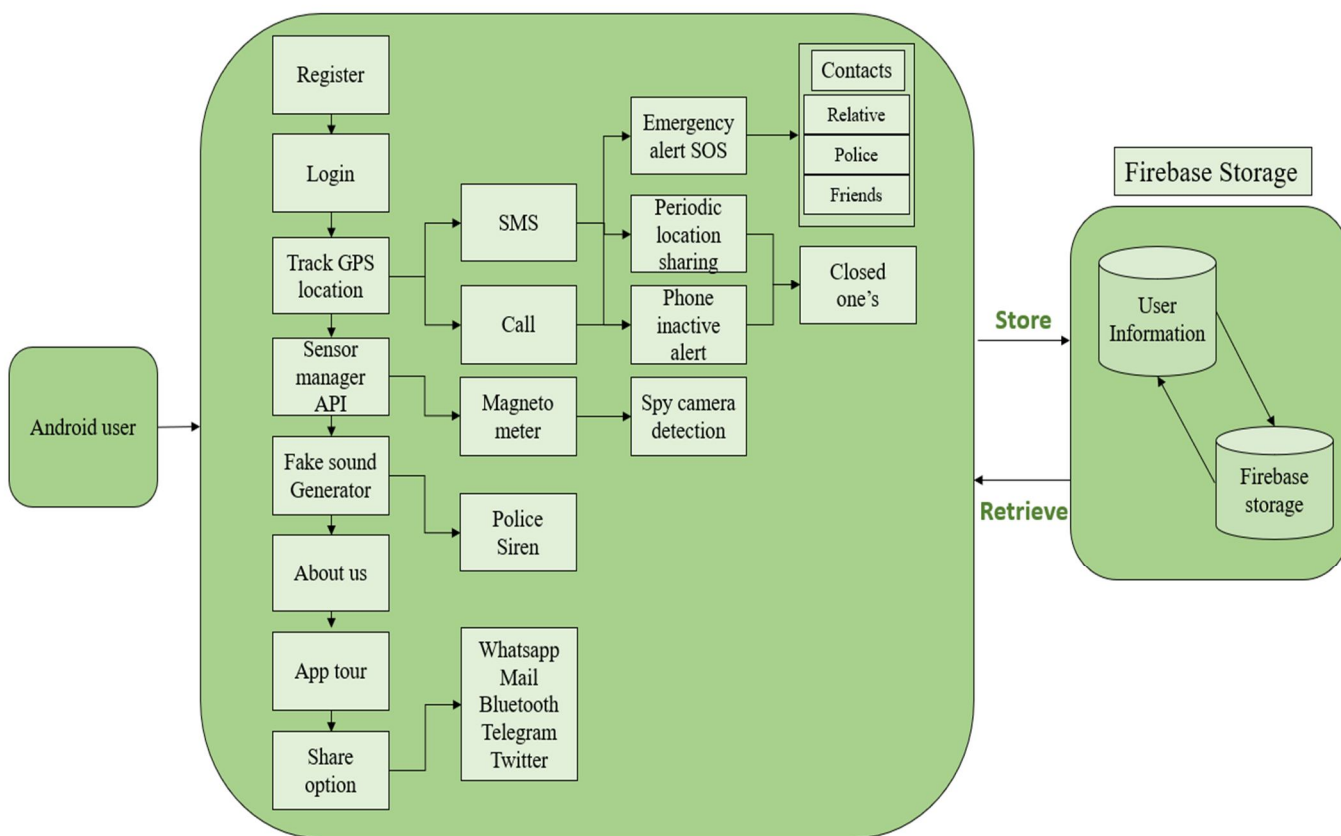 Android user
Register
Login
Track GPS
location
Sensor
manager
API
Fake sound
Generator
About us
App tour
Share
option
SMS
Call
Magneto
meter
Police
Siren
Whatsapp
Mail
Bluetooth
Telegram
Twitter
Emergency
alert SOS
Periodic
location
sharing
Phone
inactive
alert
Spy camera
detection
Contacts
Relative
Police
Friends
Closed
one’s
Store
Retrieve
Firebase Storage
User
Information
Firebase
storage